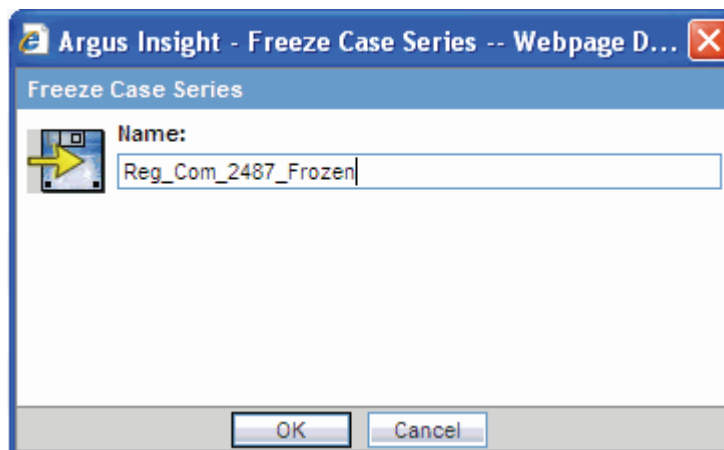 Argus Insight - Freeze Case Series -- Webpage D...
Freeze Case Series
Name:
Reg_Com_2487_Frozen
OK Cancel